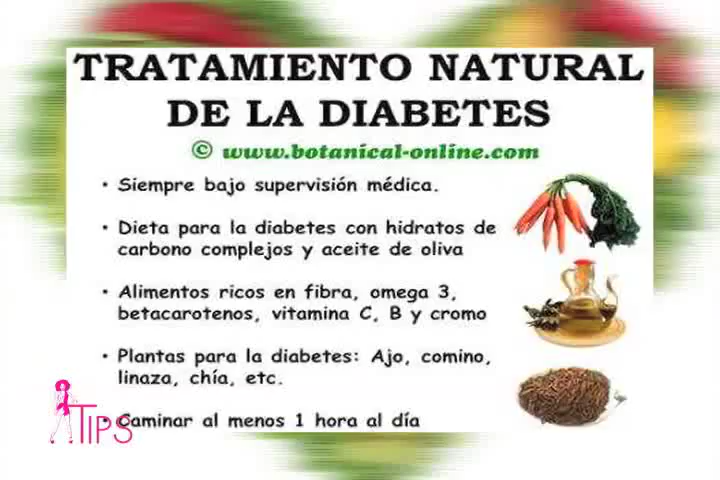 TRATAMIENTO NATURAL
DE LA DIABETES
© www.botanical-online.com
• Siempre bajo supervisión médica.
• Dieta para la diabetes con hidratos de
carbono complejos y aceite de oliva
• Alimentos ricos en fibra, omega 3,
betacarotenos, vitamina C, B y cromo
• Plantas para la diabetes: Ajo, comino,
linaza, chía, etc.
• Caminar al menos 1 hora al día
TIPS